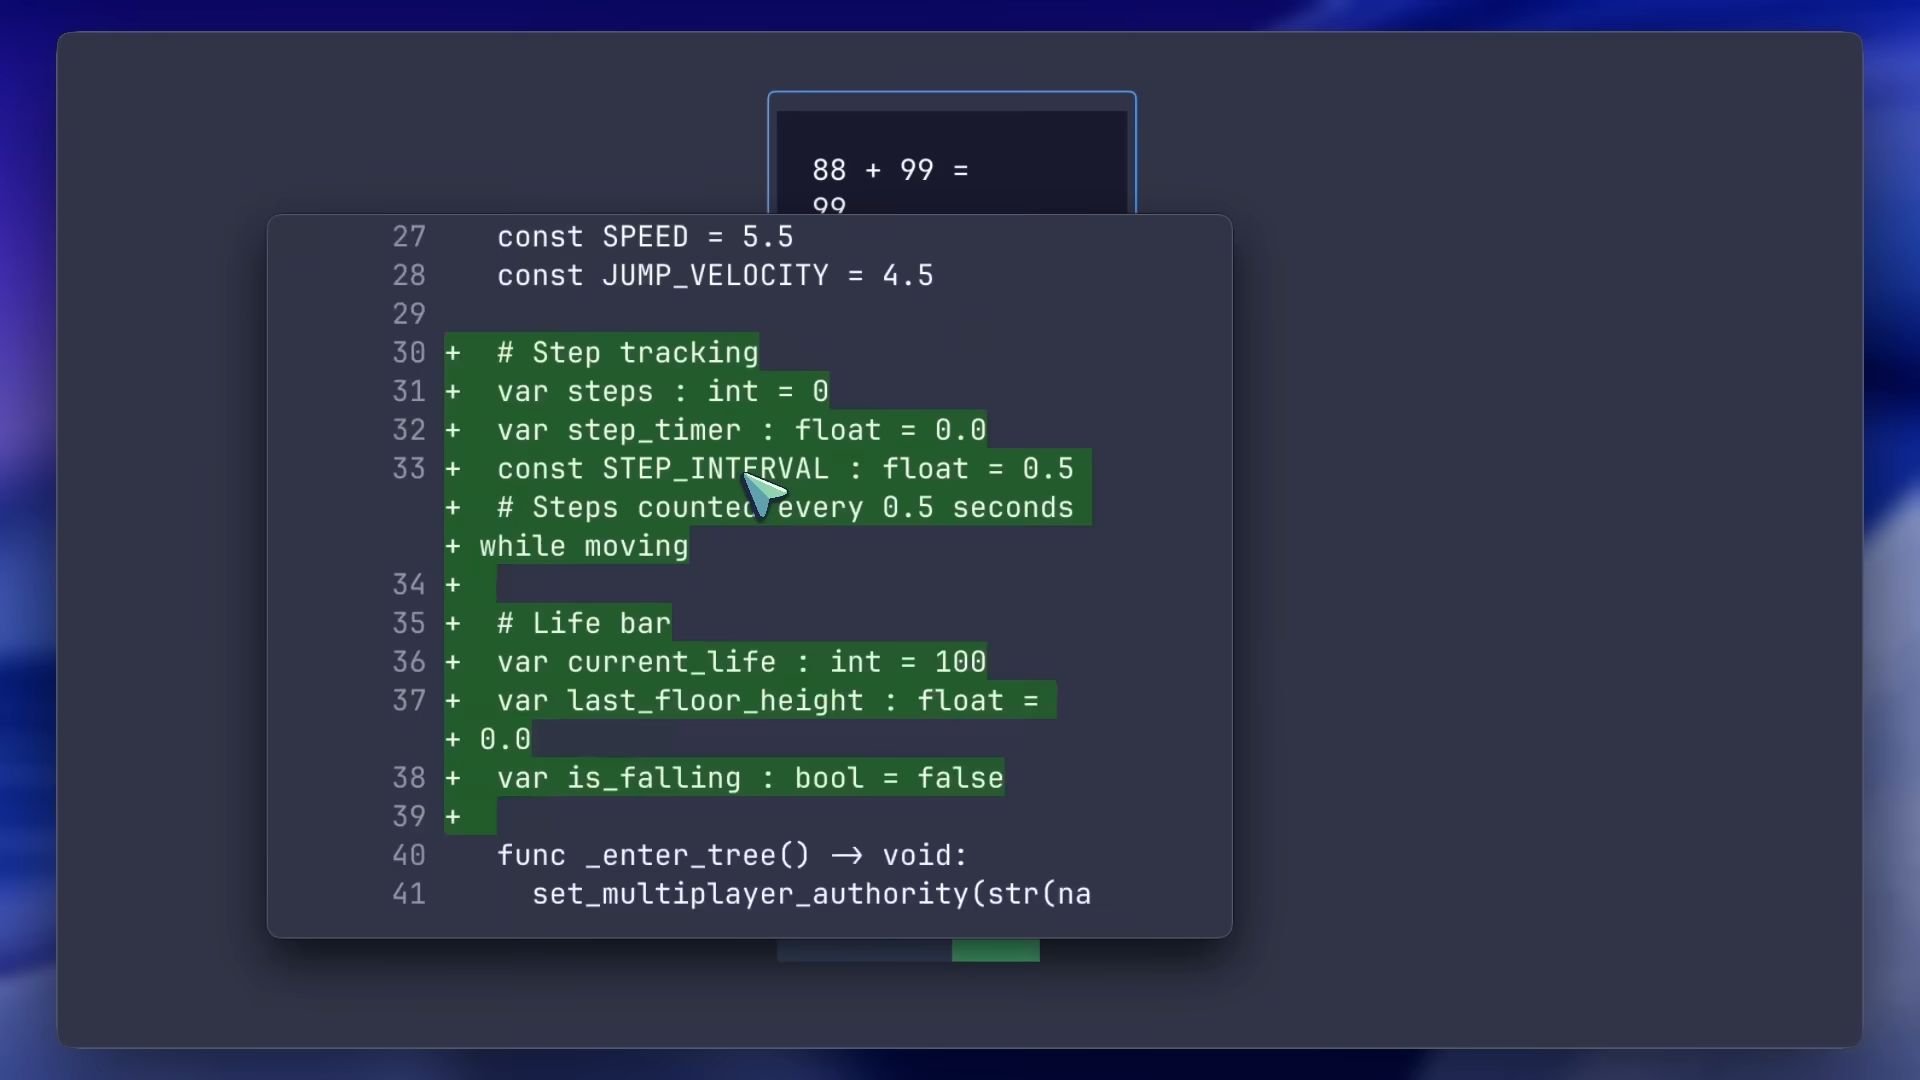 88 + 99 =
99
27 const SPEED = 5.5
28 const JUMP_VELOCITY = 4.5
29
30 + # Step tracking
31 + var steps : int = 0
32 + var step_timer : float = 0.0
33 + const STEP_INTERVAL : float = 0.5
+ # Steps counted every 0.5 seconds
+ while moving
34 +
35 + # Life bar
36 + var current_life : int = 100
37 + var last_floor_height : float =
+ 0.0
38 + var is_falling : bool = false
39 +
40 func _enter_tree() → void:
41 set_multiplayer_authority(str(na